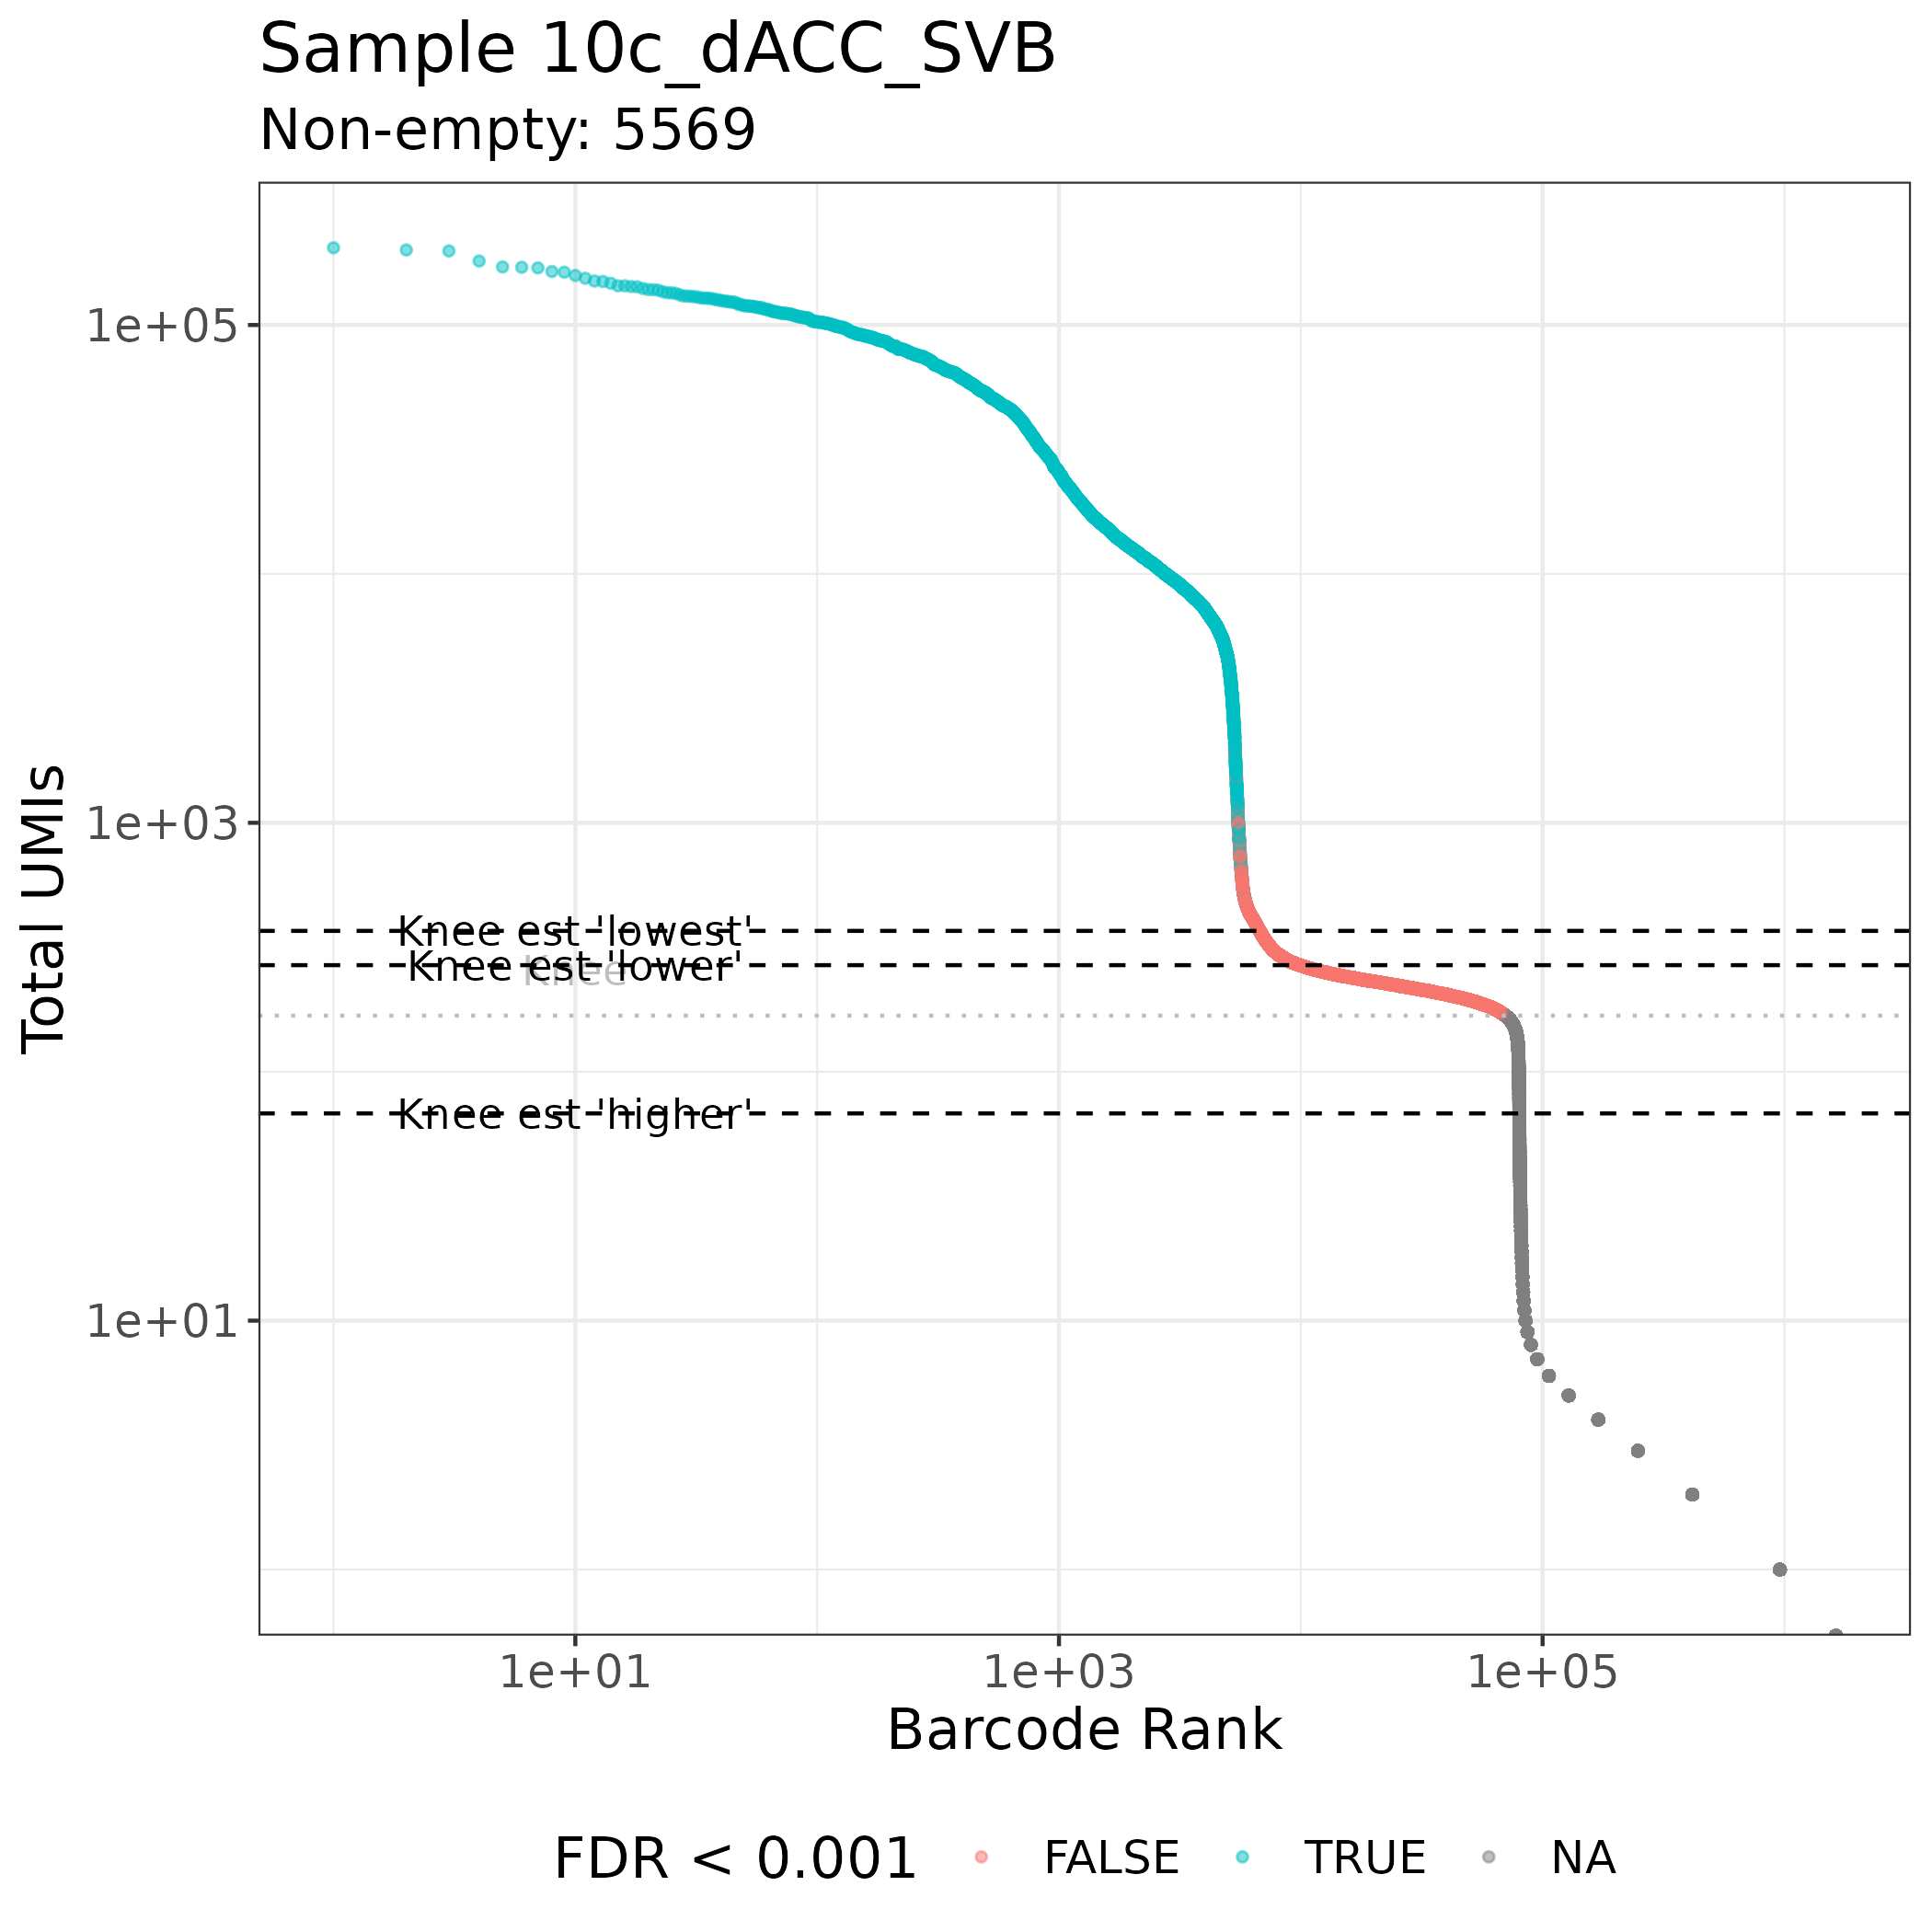 Sample 10c_dACC_SVB
Non-empty: 5569
Total UMIs
1e+05
1e+03
1e+01
Knee est 'lowest'
Knee est 'lower'
Knee
Knee est 'higher'
1e+01
1e+03
1e+05
Barcode Rank
FDR < 0.001
FALSE
TRUE
NA